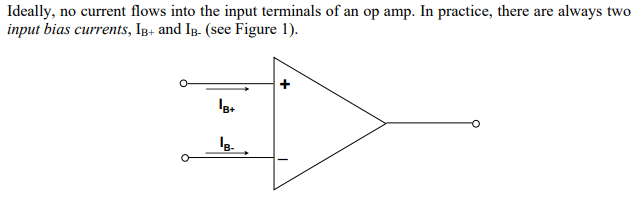 Ideally, no current flows into the input terminals of an op amp. In practice, there are always two
input bias currents, IB+ and IB- (see Figure 1).
+
IB+
IB-
−